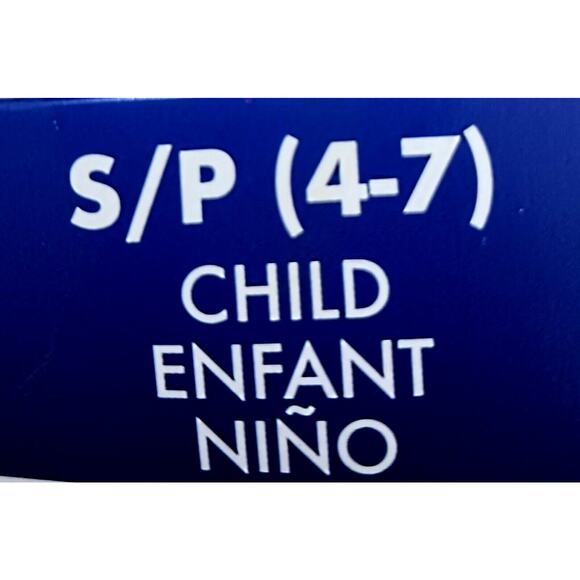 S/P (4-7)
CHILD
ENFANT
NIÑO